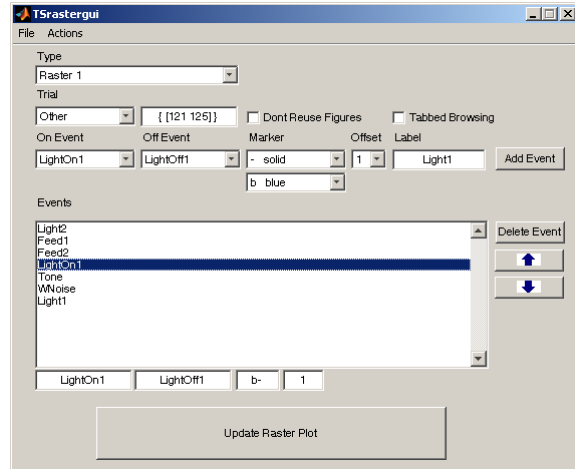 TSrastergui
File Actions
Type
Raster 1
Trial
Other { [121 125]} Dont Reuse Figures Tabbed Browsing
On Event Off Event Marker Offset Label
LightOn1 LightOff1 - solid 1 Light1 Add Event
b blue
Events
Light2
Feed1
Feed2
LightOn1
Tone
WNoise
Light1
Delete Event
LightOn1 LightOff1 b- 1
Update Raster Plot